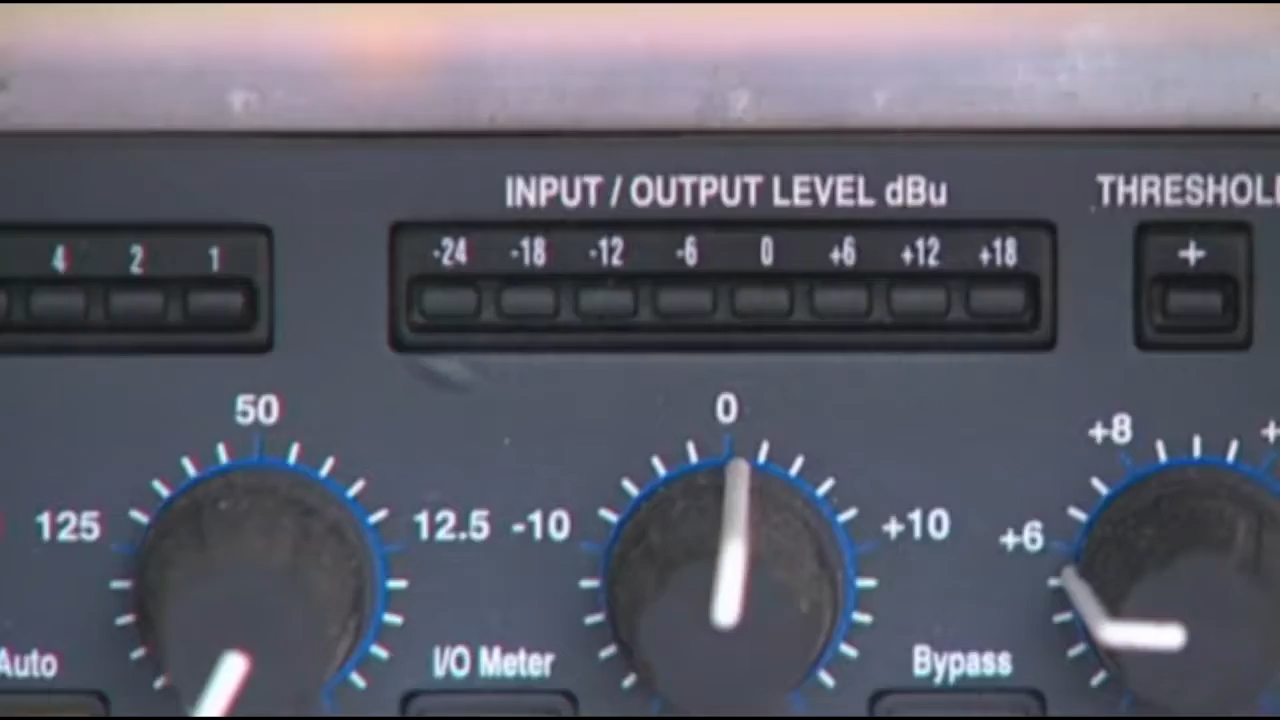 INPUT / OUTPUT LEVEL dBu
THRESHOL
4 2 1
-24 -18 -12 -6 0 +6 +12 +18
+
50
0
+8
+
125
12.5
-10
+10
+6
Auto
I/O Meter
Bypass